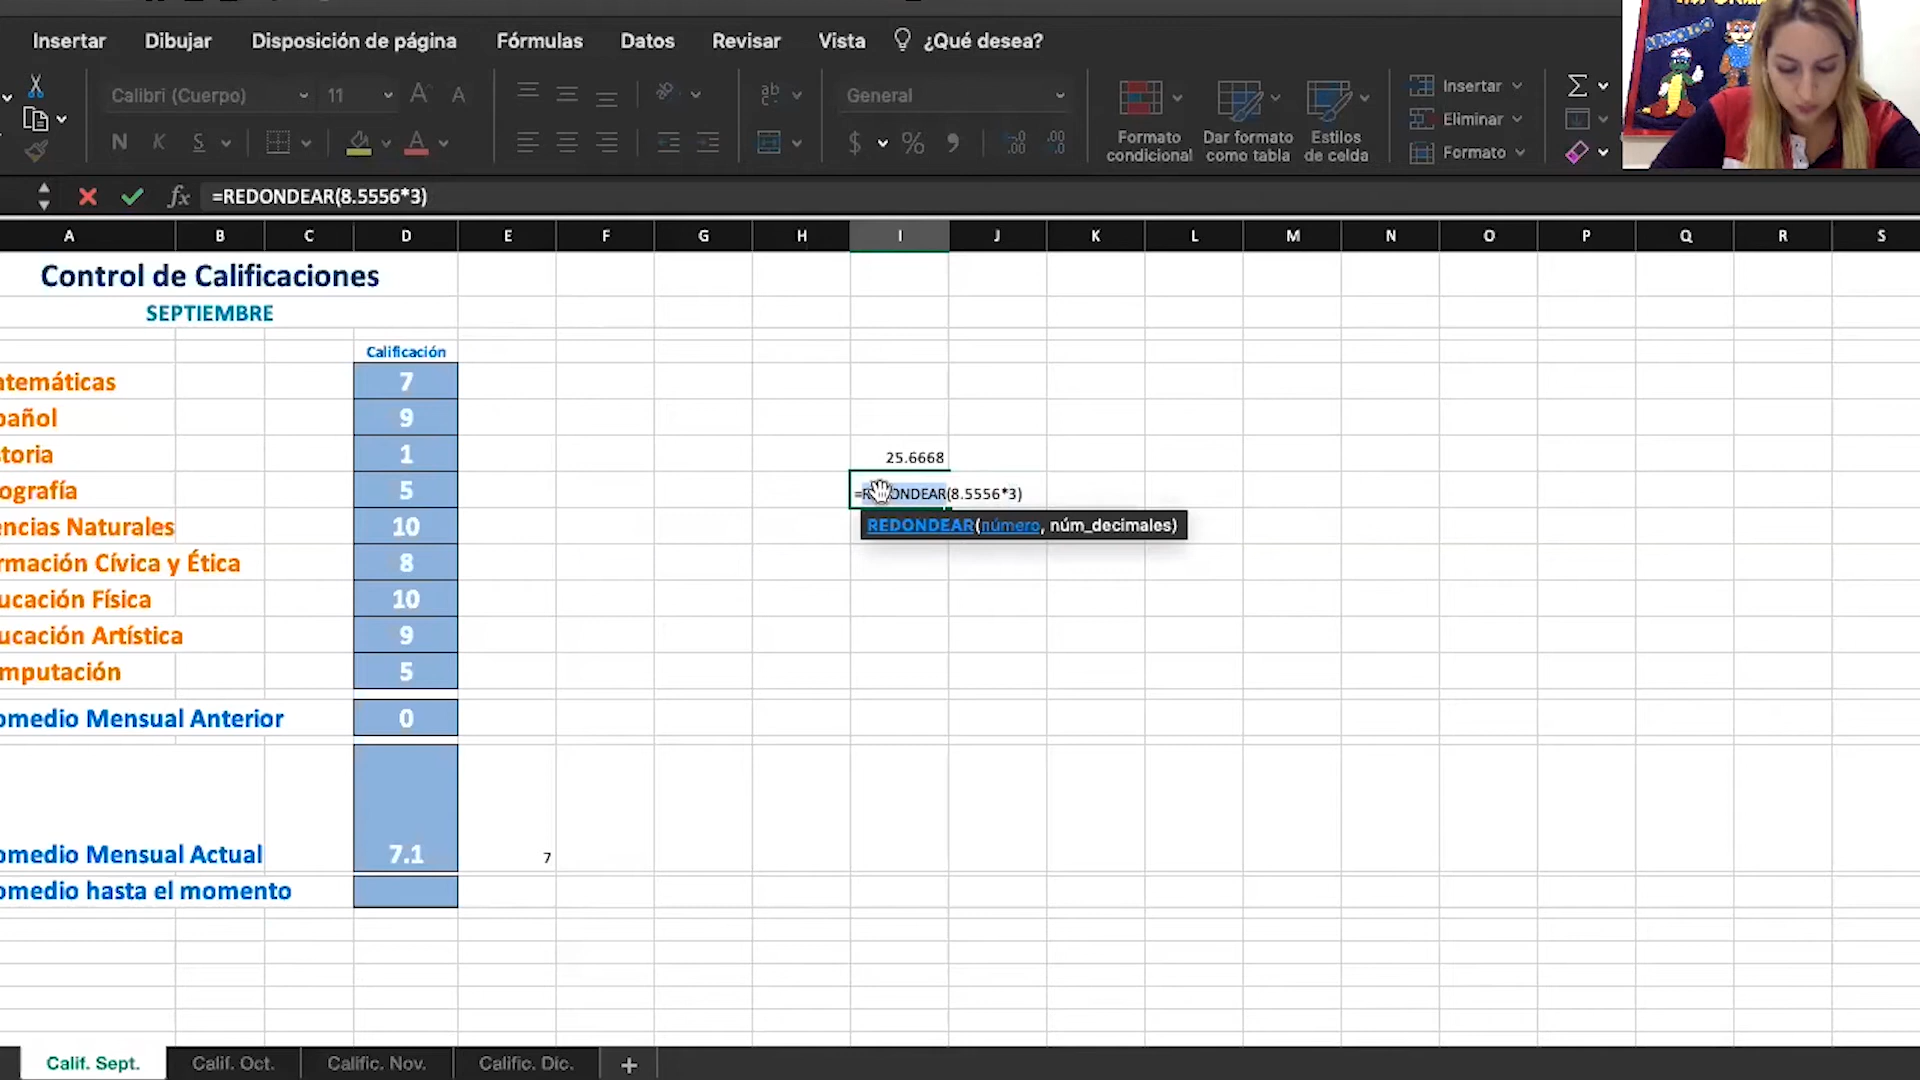 Insertar Dibujar Disposición de página Fórmulas Datos Revisar Vista ¿Qué desea?
Calibri (Cuerpo) 11 A A ab General Insertar
N K S A $ % Formato condicional Dar formato como tabla Estilos de celda Eliminar
Formato
fx =REDONDEAR(8.5556*3)
A B C D E F G H I J K L M N O P Q R S
Control de Calificaciones
SEPTIEMBRE
Calificación
temáticas 7
pañol 9
toria 1 25.6668
ografía 5 =REDONDEAR(8.5556*3)
REDONDEAR(número, núm_decimales)
encias Naturales 10
rmación Cívica y Ética 8
ucación Física 10
ucación Artística 9
mputación 5
omedio Mensual Anterior 0
omedio Mensual Actual 7.1 7
omedio hasta el momento
Calif. Sept. Calif. Oct. Calific. Nov. Calific. Dic. +